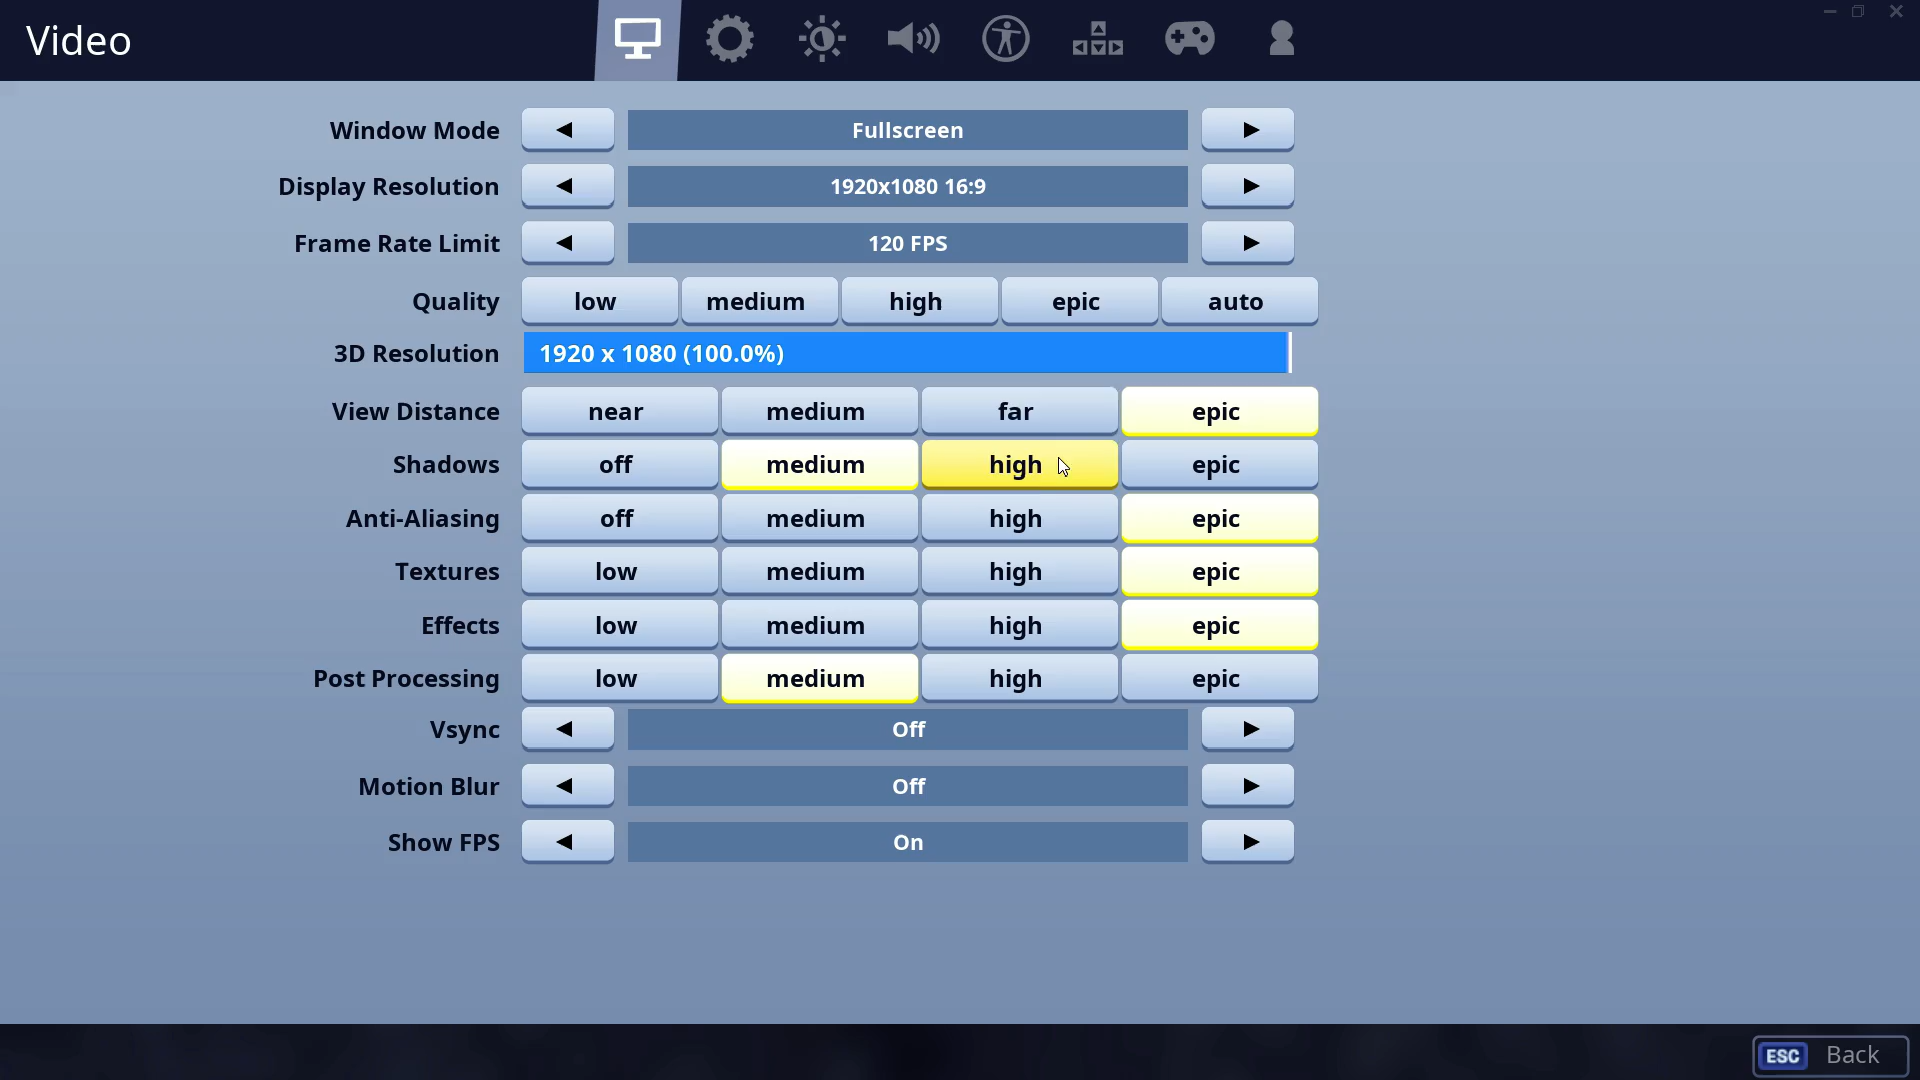 Video
Window Mode ◀ Fullscreen ▶
Display Resolution ◀ 1920x1080 16:9 ▶
Frame Rate Limit ◀ 120 FPS ▶
Quality low medium high epic auto
3D Resolution 1920 x 1080 (100.0%)
View Distance near medium far epic
Shadows off medium high epic
Anti-Aliasing off medium high epic
Textures low medium high epic
Effects low medium high epic
Post Processing low medium high epic
Vsync ◀ Off ▶
Motion Blur ◀ Off ▶
Show FPS ◀ On ▶
ESC Back